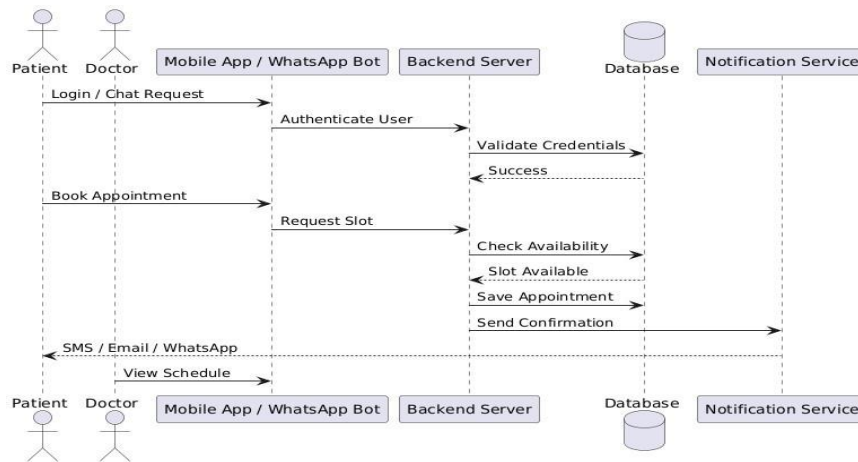 Patient Doctor Mobile App / WhatsApp Bot Backend Server Database Notification Service
Login / Chat Request
Authenticate User
Validate Credentials
Success
Book Appointment
Request Slot
Check Availability
Slot Available
Save Appointment
Send Confirmation
SMS / Email / WhatsApp
View Schedule
Patient Doctor Mobile App / WhatsApp Bot Backend Server Database Notification Service